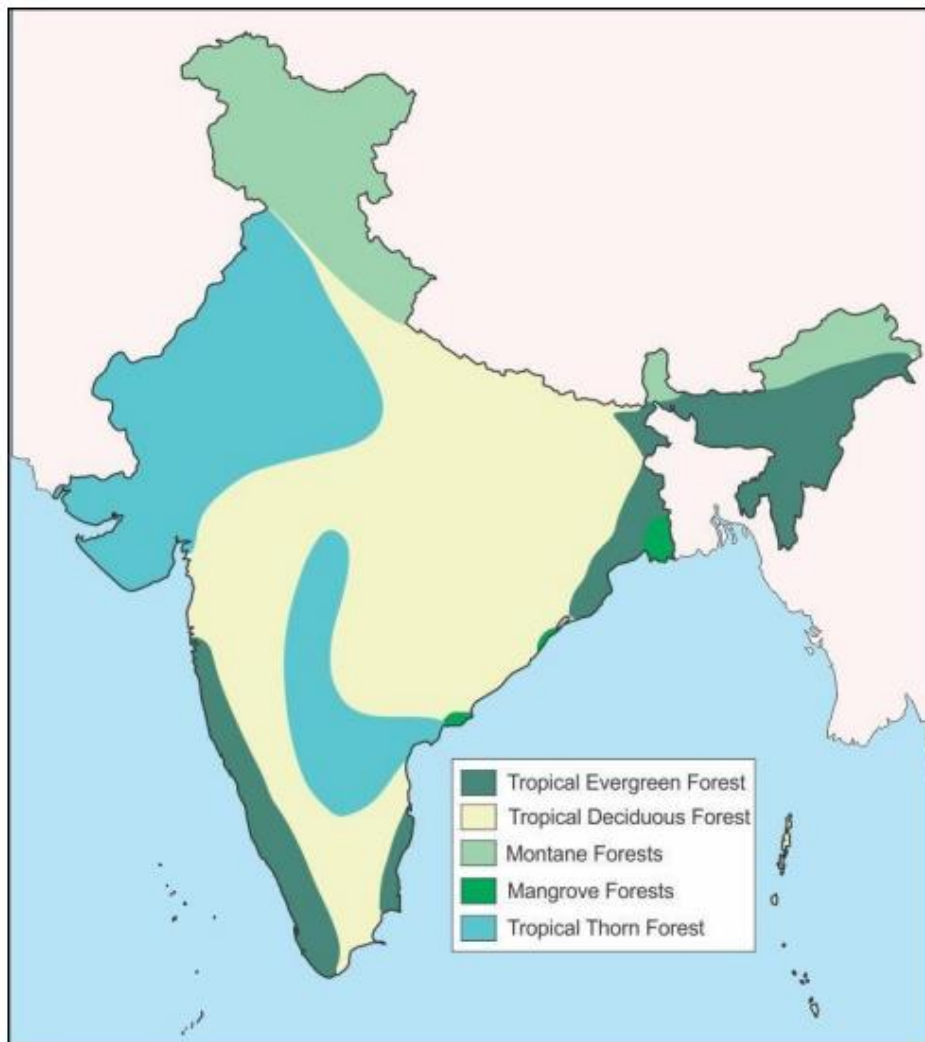 Tropical Evergreen Forest
Tropical Deciduous Forest
Montane Forests
Mangrove Forests
Tropical Thorn Forest